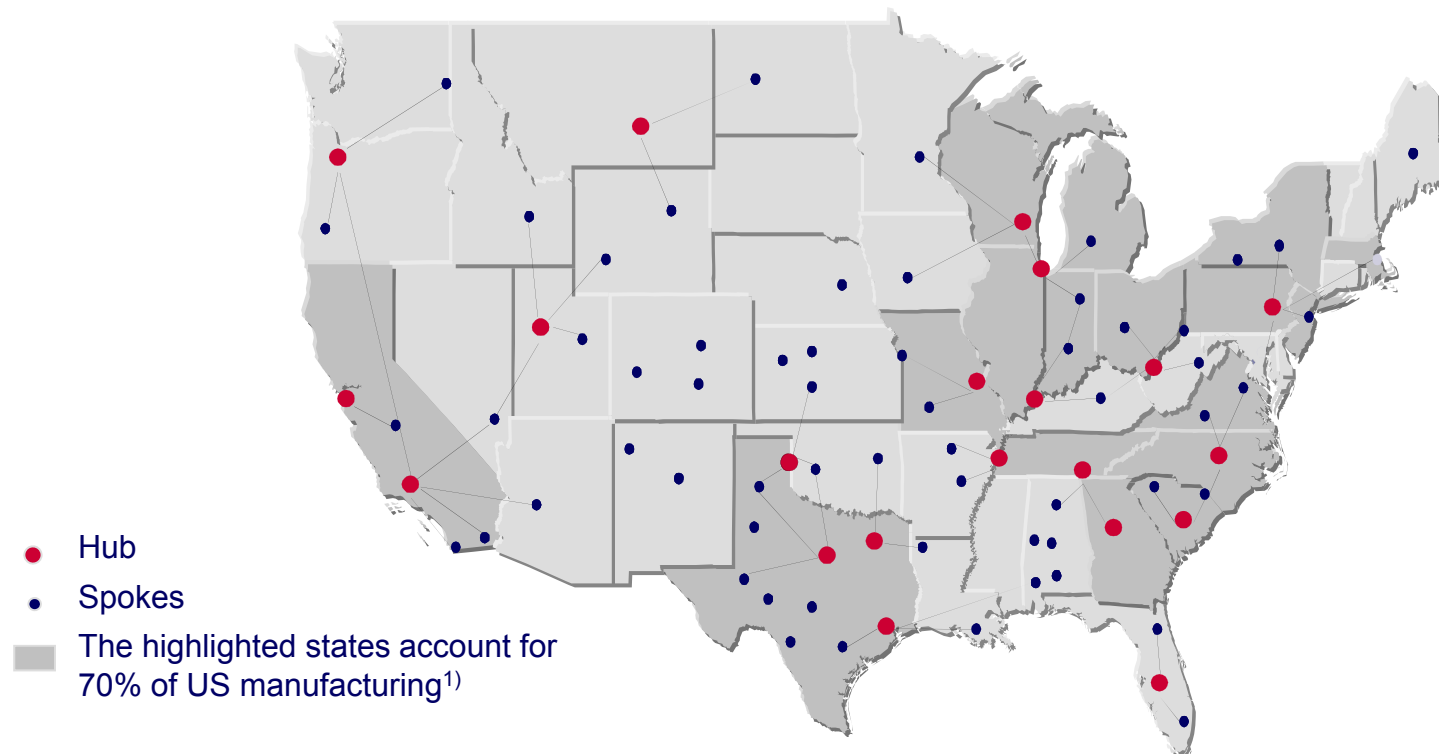 Hub
Spokes
The highlighted states account for
70% of US manufacturing1)